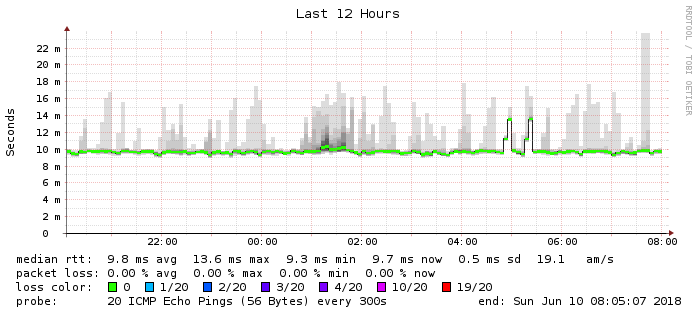 Last 12 Hours
RRDTOOL / TOBI OETIKER
Seconds
22 m
20 m
18 m
16 m
14 m
12 m
10 m
8 m
6 m
4 m
2 m
0
22:00 00:00 02:00 04:00 06:00 08:00
median rtt: 9.8 ms avg 13.6 ms max 9.3 ms min 9.7 ms now 0.5 ms sd 19.1 am/s
packet loss: 0.00 % avg 0.00 % max 0.00 % min 0.00 % now
loss color: 0 1/20 2/20 3/20 4/20 10/20 19/20
probe: 20 ICMP Echo Pings (56 Bytes) every 300s end: Sun Jun 10 08:05:07 2018